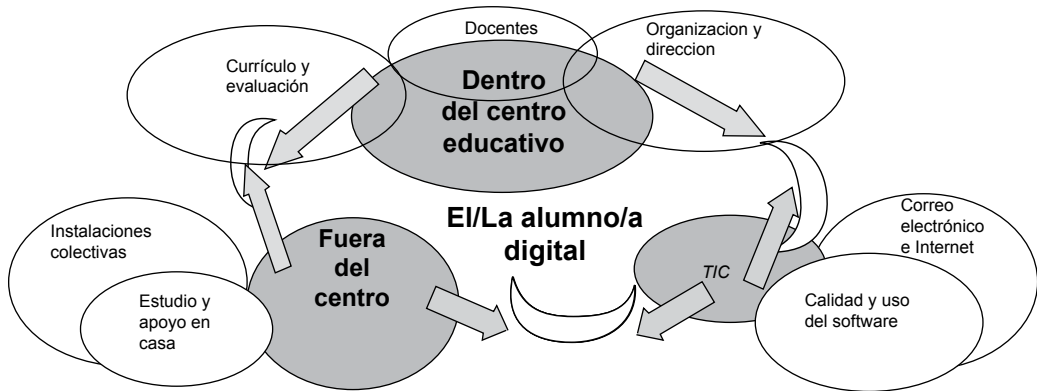 Docentes
Organizacion y
direccion
Currículo y
evaluación
Dentro
del centro
educativo
El/La alumno/a
digital
Instalaciones
colectivas
Fuera
del
centro
Estudio y
apoyo en
casa
TIC
Correo
electrónico
e Internet
Calidad y uso
del software